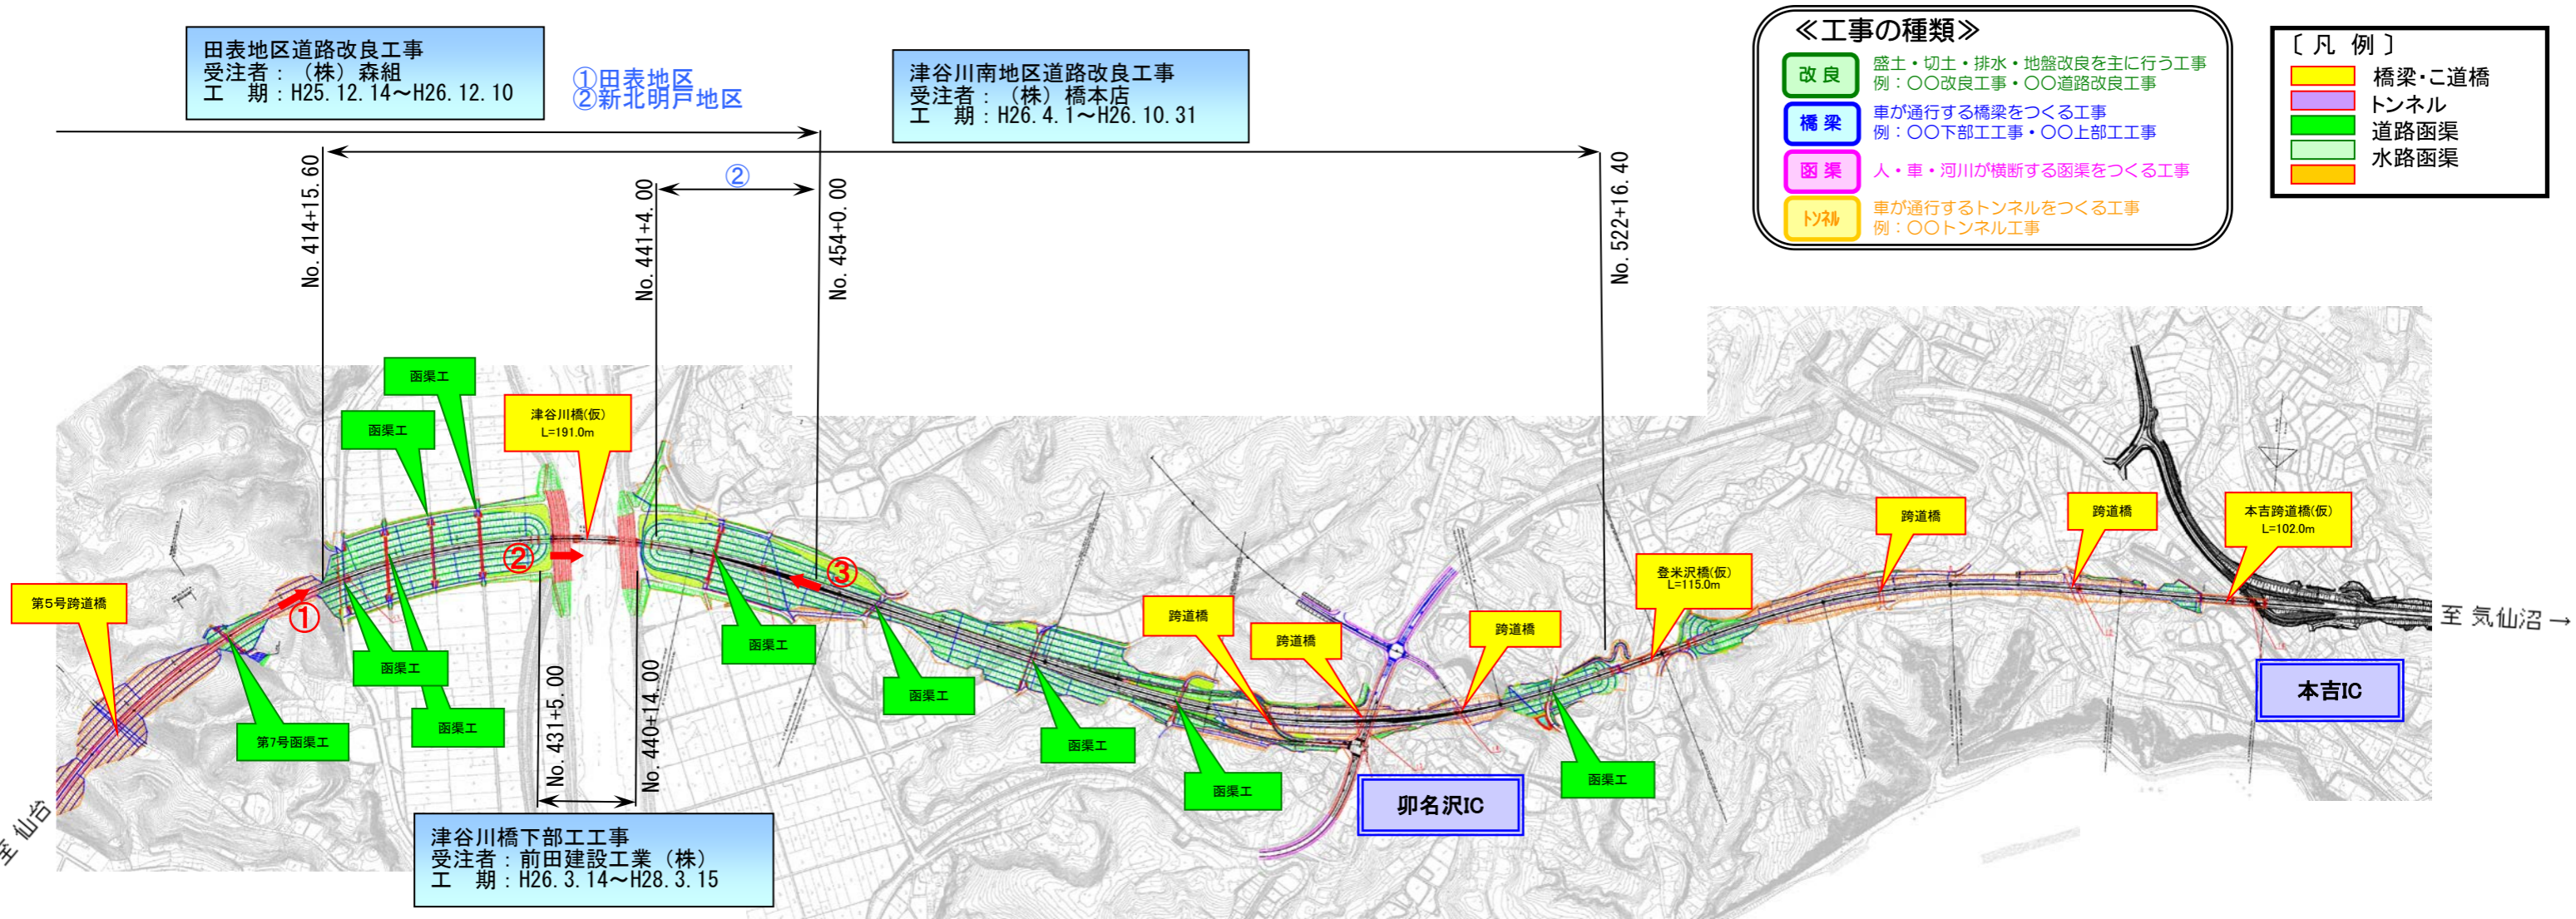 田表地区道路改良工事
受注者：（株）森組
工　期：H25.12.14～H26.12.10
①田表地区
②新北明戸地区
津谷川南地区道路改良工事
受注者：（株）橋本店
工　期：H26.4.1～H26.10.31
≪工事の種類≫
改良
盛土・切土・排水・地盤改良を主に行う工事
例：〇〇改良工事・〇〇道路改良工事
橋梁
車が通行する橋梁をつくる工事
例：〇〇下部工工事・〇〇上部工工事
函渠
人・車・河川が横断する函渠をつくる工事
トンネル
車が通行するトンネルをつくる工事
例：〇〇トンネル工事
〔凡 例〕
橋梁・こ道橋
トンネル
道路函渠
水路函渠
②
No.414+15.60
No.441+4.00
No.454+0.00
No.522+16.40
函渠工
函渠工
津谷川橋(仮)
L=191.0m
②
③
①
第5号跨道橋
第7号函渠工
函渠工
函渠工
函渠工
函渠工
函渠工
函渠工
函渠工
跨道橋
跨道橋
跨道橋
登米沢橋(仮)
L=115.0m
跨道橋
跨道橋
本吉跨道橋(仮)
L=102.0m
至 気仙沼→
本吉IC
卯名沢IC
No.431+5.00
No.440+14.00
至 仙台
津谷川橋下部工工事
受注者：前田建設工業（株）
工　期：H26.3.14～H28.3.15